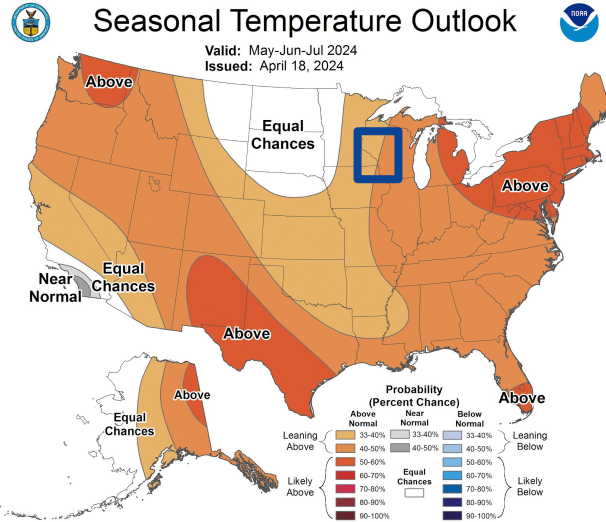 Seasonal Temperature Outlook
NOAA
Valid: May-Jun-Jul 2024
Issued: April 18, 2024
Above
Equal
Chances
Above
Equal
Chances
Near
Normal
Above
Above
Above
Equal
Chances
Probability
(Percent Chance)
Above
Normal
Near
Normal
Below
Normal
Leaning
Above
33-40%
40-50%
33-40%
40-50%
33-40%
40-50%
Leaning
Below
Likely
Above
50-60%
60-70%
70-80%
80-90%
90-100%
Equal
Chances
50-60%
60-70%
70-80%
80-90%
90-100%
Likely
Below